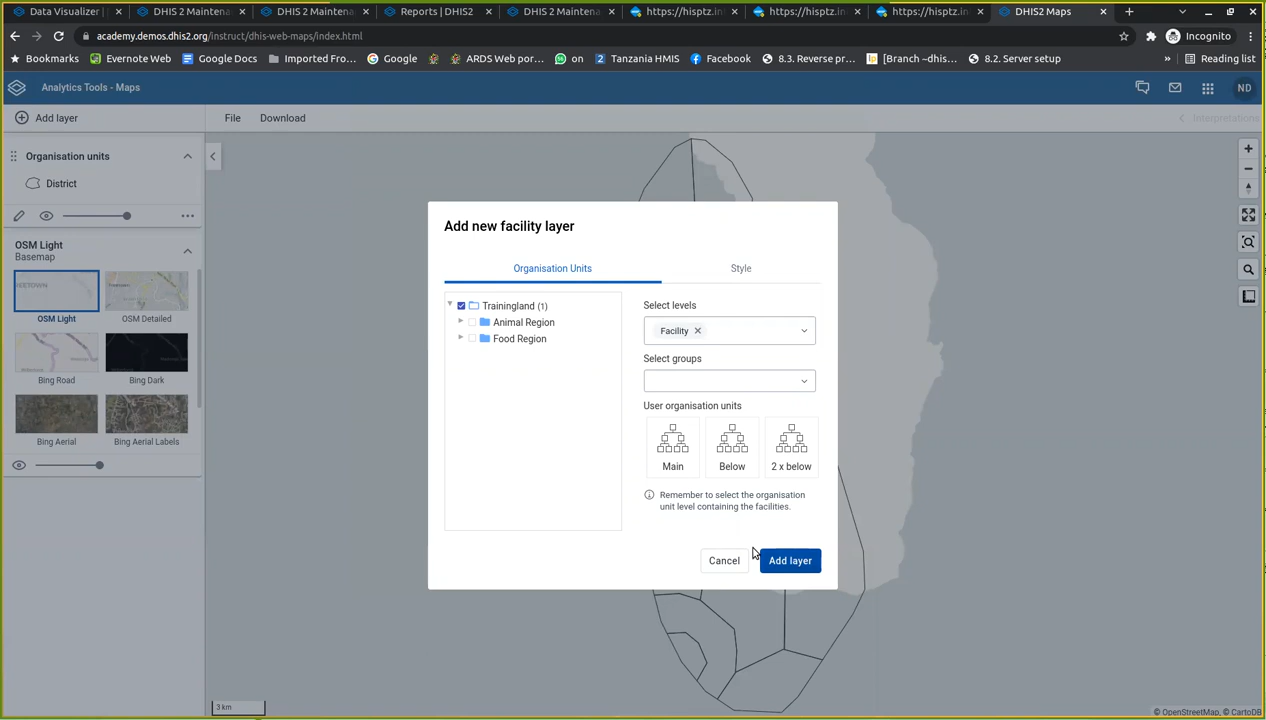 Data Visualizer
DHIS 2 Maintena
DHIS 2 Maintena
Reports | DHIS2
DHIS 2 Maintena
https://hisptz.in
https://hisptz.in
https://hisptz.in
DHIS2 Maps
academy.demos.dhis2.org/instruct/dhis-web-maps/index.html
Incognito
Bookmarks
Evernote Web
Google Docs
Imported Fro...
Google
ARDS Web por...
on
Tanzania HMIS
Facebook
8.3. Reverse pr...
[Branch –dhis...
8.2. Server setup
»
Reading list
Analytics Tools - Maps
ND
Add layer
File
Download
Interpretations
Organisation units
District
OSM Light
Basemap
OSM Light
OSM Detailed
Bing Road
Bing Dark
Bing Aerial
Bing Aerial Labels
Add new facility layer
Organisation Units
Style
Trainingland (1)
Animal Region
Food Region
Select levels
Facility
Select groups
User organisation units
Main
Below
2 x below
Remember to select the organisation
unit level containing the facilities.
Cancel
Add layer
3 km
© OpenStreetMap, © CartoDB